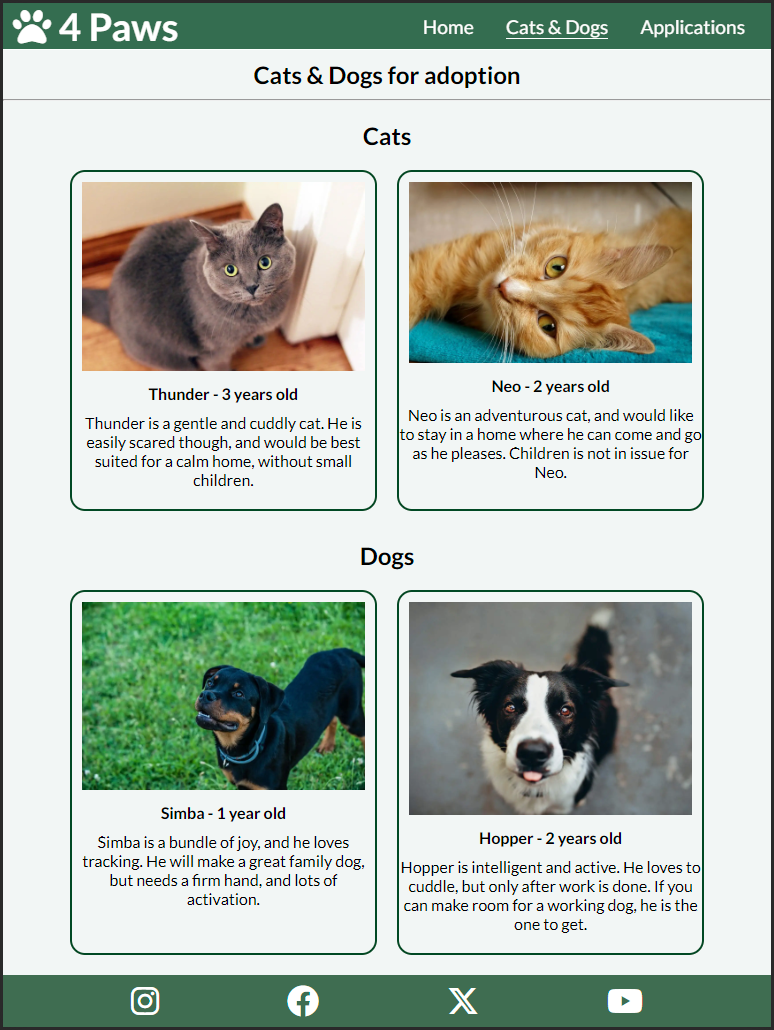 4 Paws
Home
Cats & Dogs
Applications
Cats & Dogs for adoption
Cats
Thunder - 3 years old
Thunder is a gentle and cuddly cat. He is
easily scared though, and would be best
suited for a calm home, without small
children.
Neo - 2 years old
Neo is an adventurous cat, and would like
to stay in a home where he can come and go
as he pleases. Children is not in issue for
Neo.
Dogs
Simba - 1 year old
Simba is a bundle of joy, and he loves
tracking. He will make a great family dog,
but needs a firm hand, and lots of
activation.
Hopper - 2 years old
Hopper is intelligent and active. He loves to
cuddle, but only after work is done. If you
can make room for a working dog, he is the
one to get.